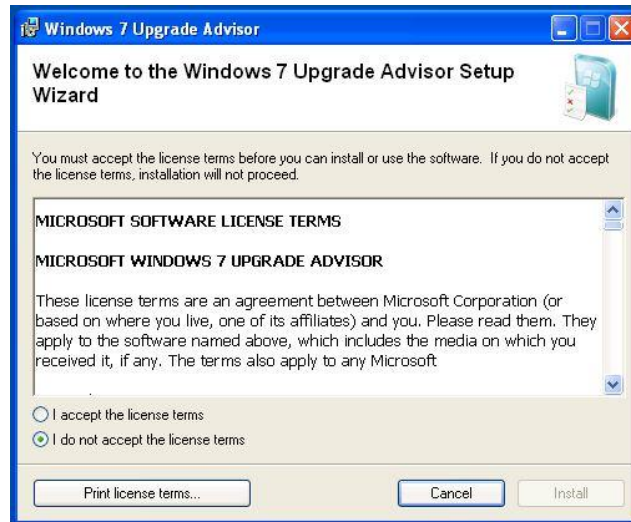 Windows 7 Upgrade Advisor
Welcome to the Windows 7 Upgrade Advisor Setup
Wizard
You must accept the license terms before you can install or use the software. If you do not accept
the license terms, installation will not proceed.
MICROSOFT SOFTWARE LICENSE TERMS
MICROSOFT WINDOWS 7 UPGRADE ADVISOR
These license terms are an agreement between Microsoft Corporation (or
based on where you live, one of its affiliates) and you. Please read them. They
apply to the software named above, which includes the media on which you
received it, if any. The terms also apply to any Microsoft
I accept the license terms
I do not accept the license terms
Print license terms...
Cancel
Install